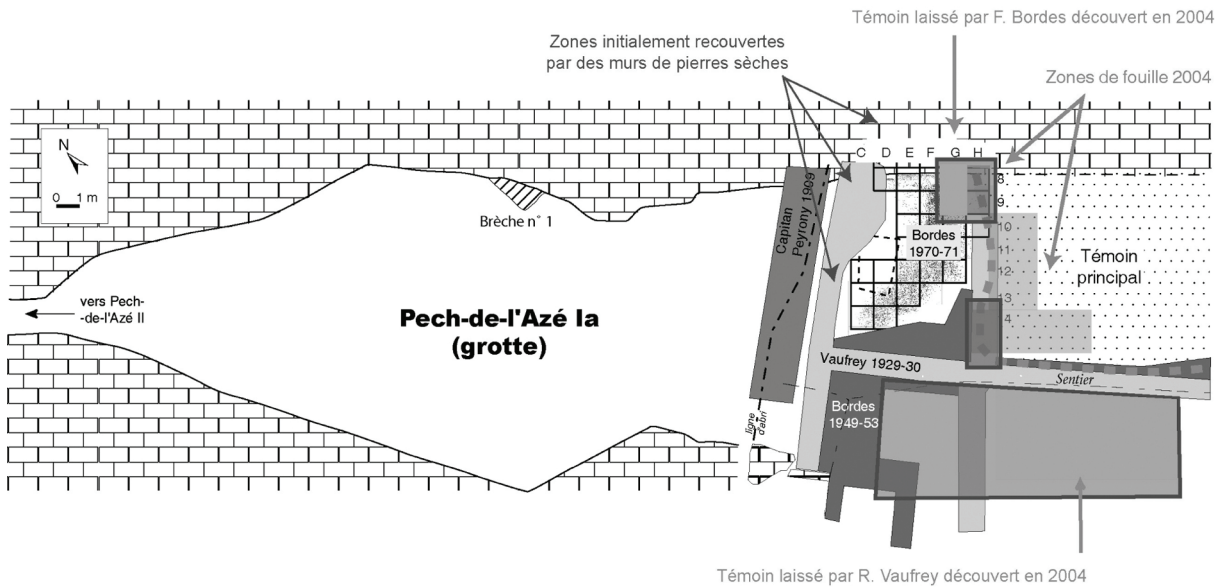 Témoin laissé par F. Bordes découvert en 2004
Zones initialement recouvertes
par des murs de pierres sèches
Zones de fouille 2004
N
0 1 m
C D E F G H
8
9
10
11
12
13
4
Brèche n° 1
Capitan
Peyrony 1909
Bordes
1970-71
Témoin
principal
vers Pech-
-de-l'Azé II
Pech-de-l'Azé Ia
(grotte)
Vaufrey 1929-30
Sentier
Bordes
1949-53
ligne
d'abri
Témoin laissé par R. Vaufrey découvert en 2004